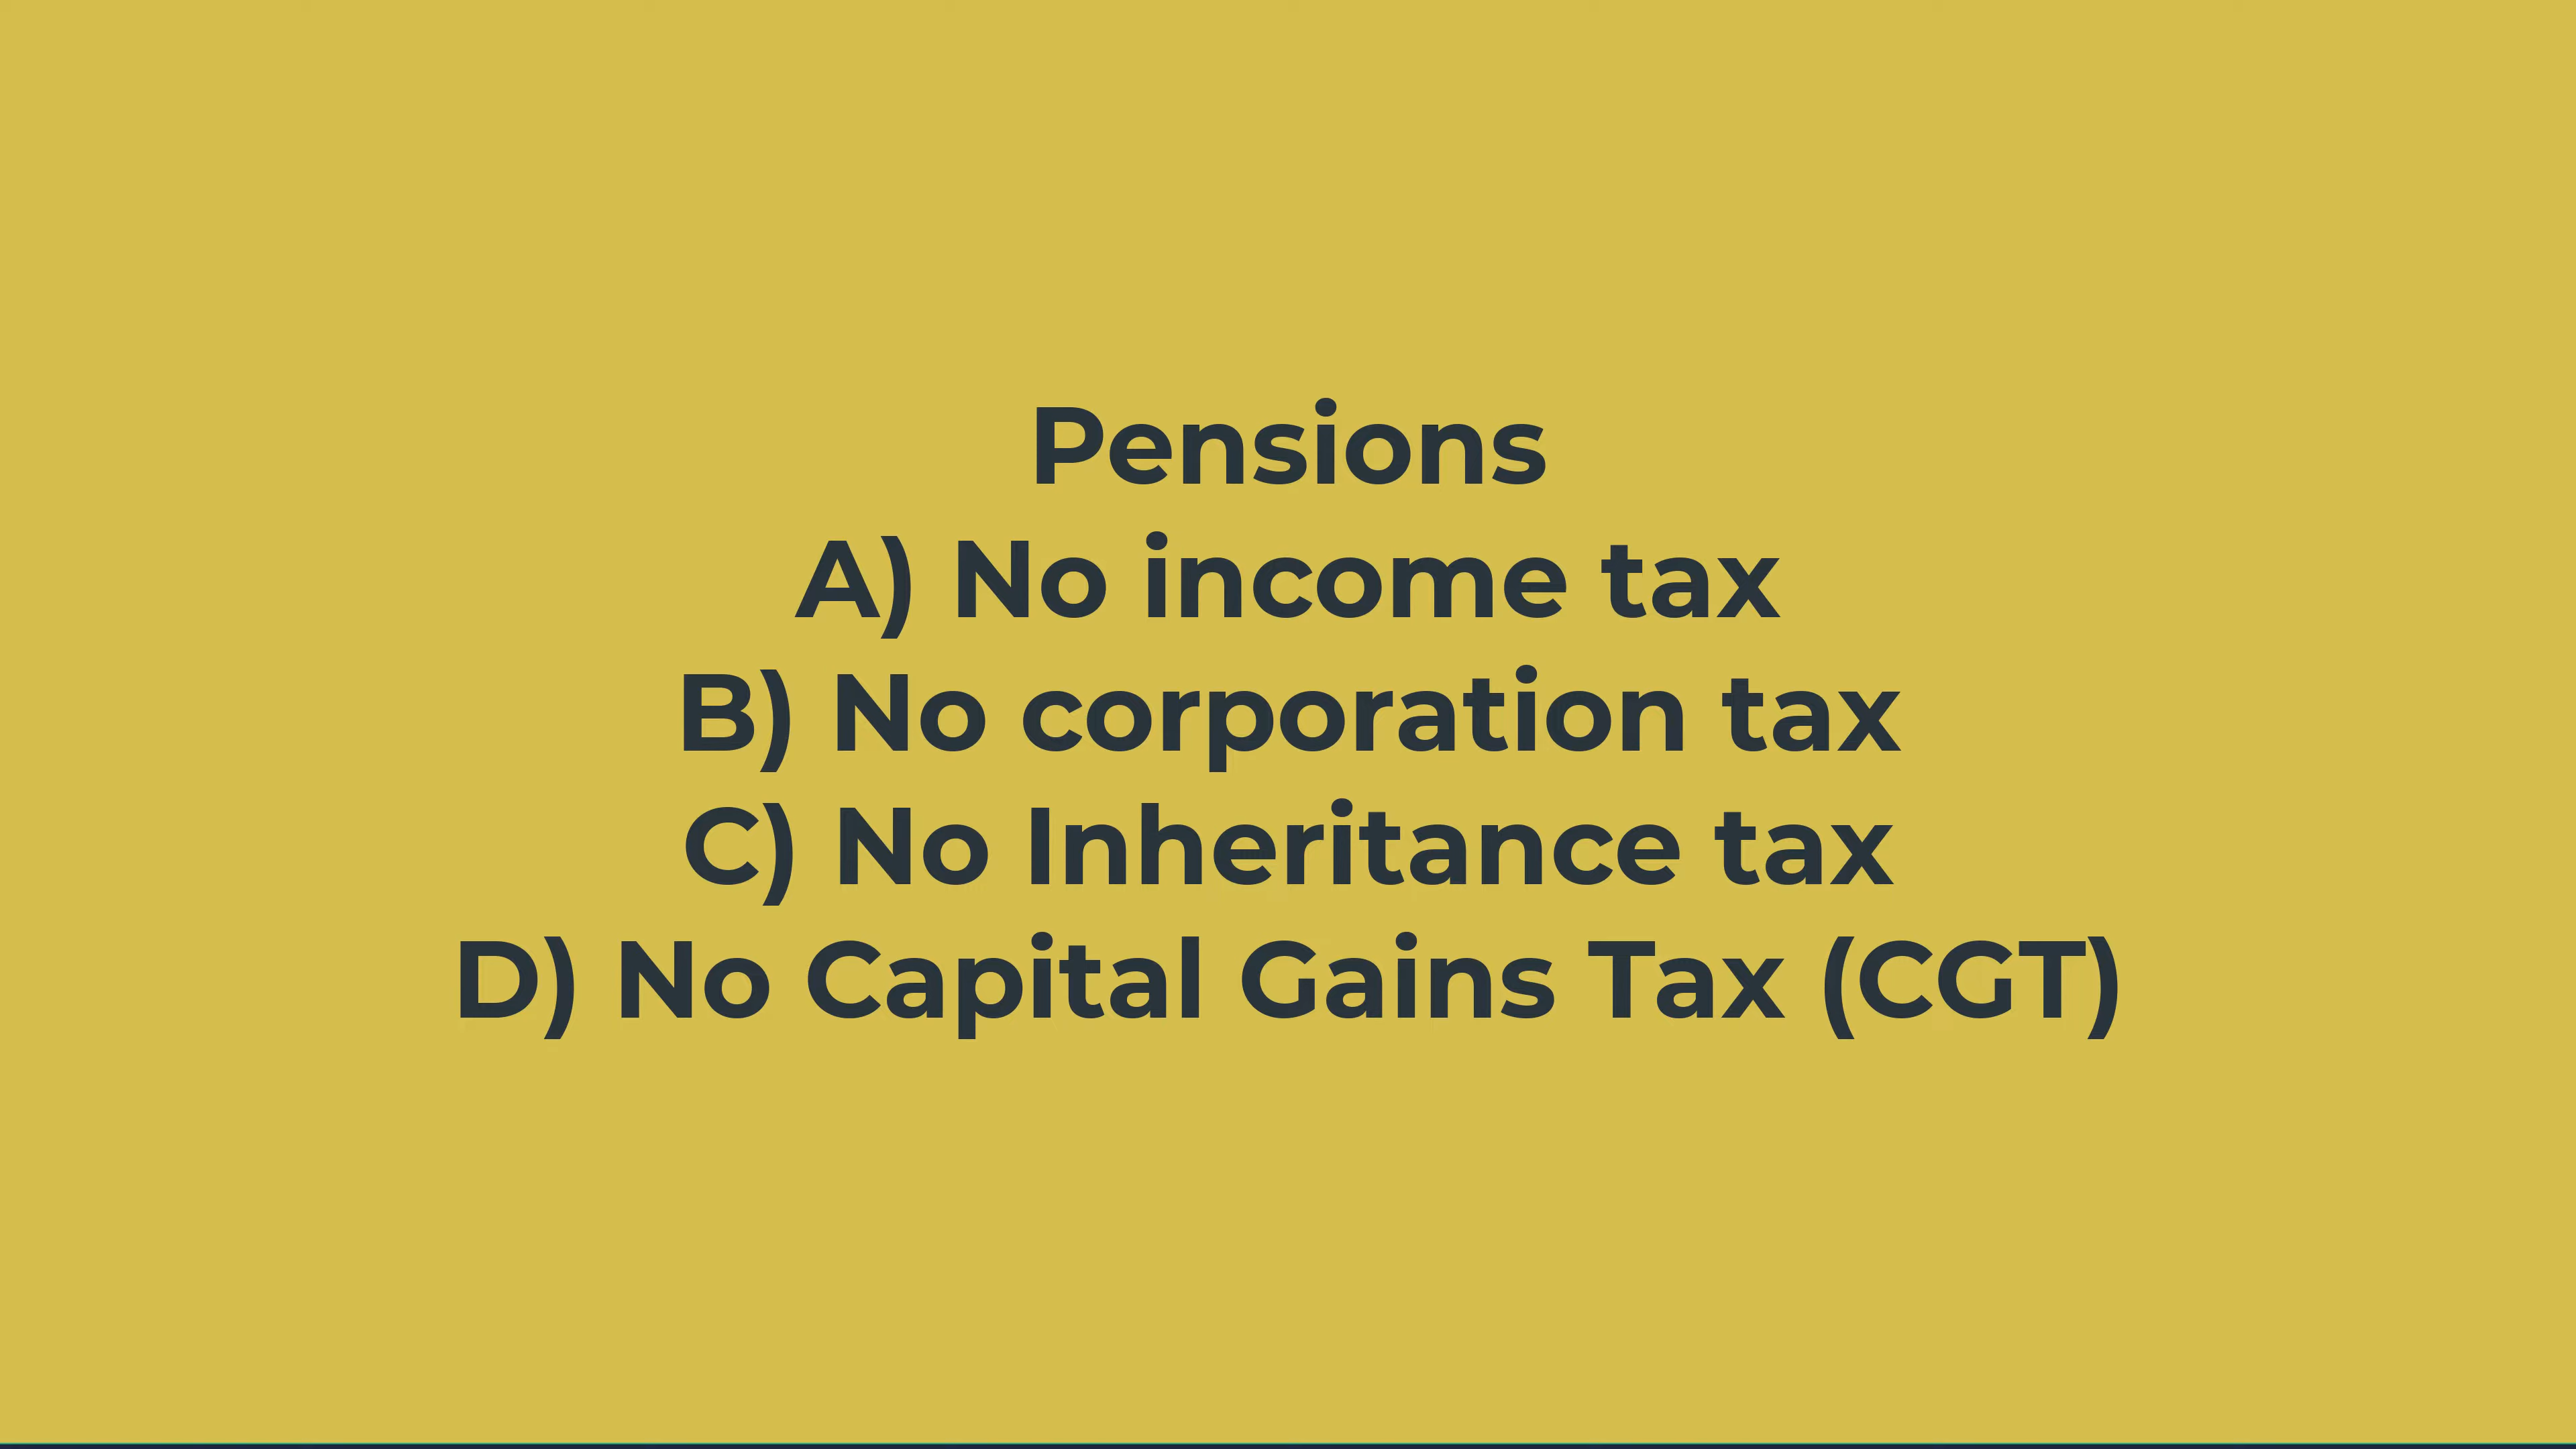 Pensions
A) No income tax
B) No corporation tax
C) No Inheritance tax
D) No Capital Gains Tax (CGT)